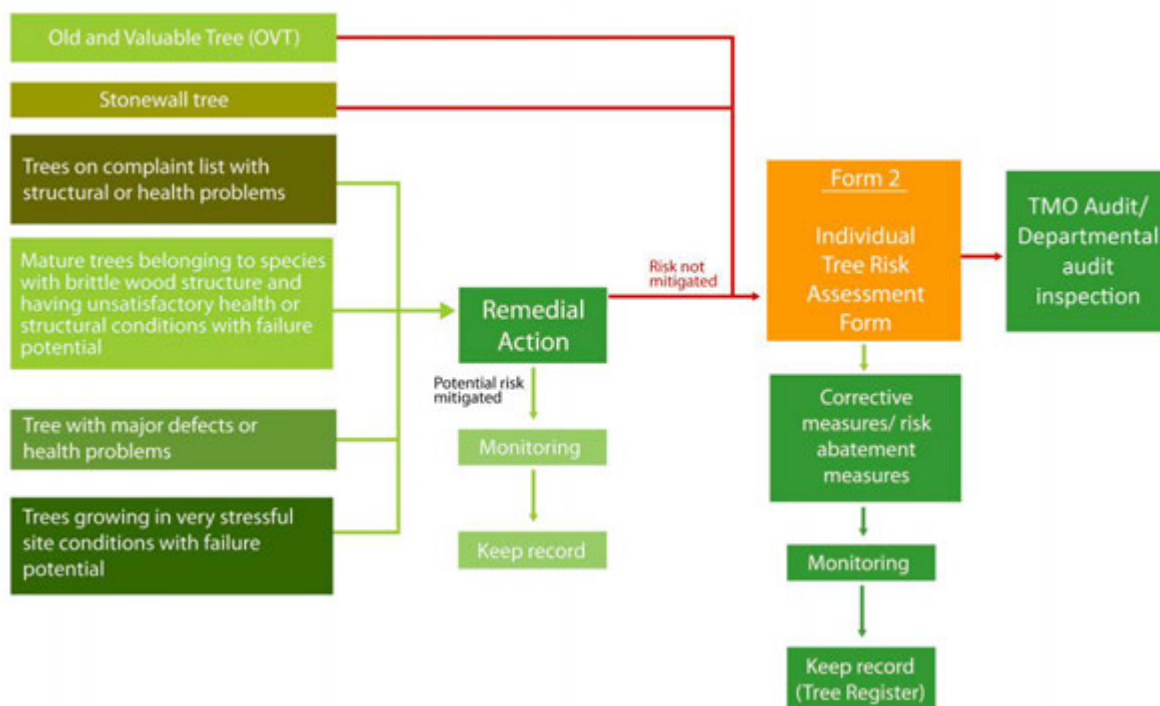 Old and Valuable Tree (OVT)
Stonewall tree
Trees on complaint list with
structural or health problems
Mature trees belonging to species
with brittle wood structure and
having unsatisfactory health or
structural conditions with failure
potential
Tree with major defects or
health problems
Trees growing in very stressful
site conditions with failure
potential
Remedial
Action
Potential risk
mitigated
Monitoring
Keep record
Risk not
mitigated
Form 2
Individual
Tree Risk
Assessment
Form
Corrective
measures/ risk
abatement
measures
Monitoring
Keep record
(Tree Register)
TMO Audit/
Departmental
audit
inspection